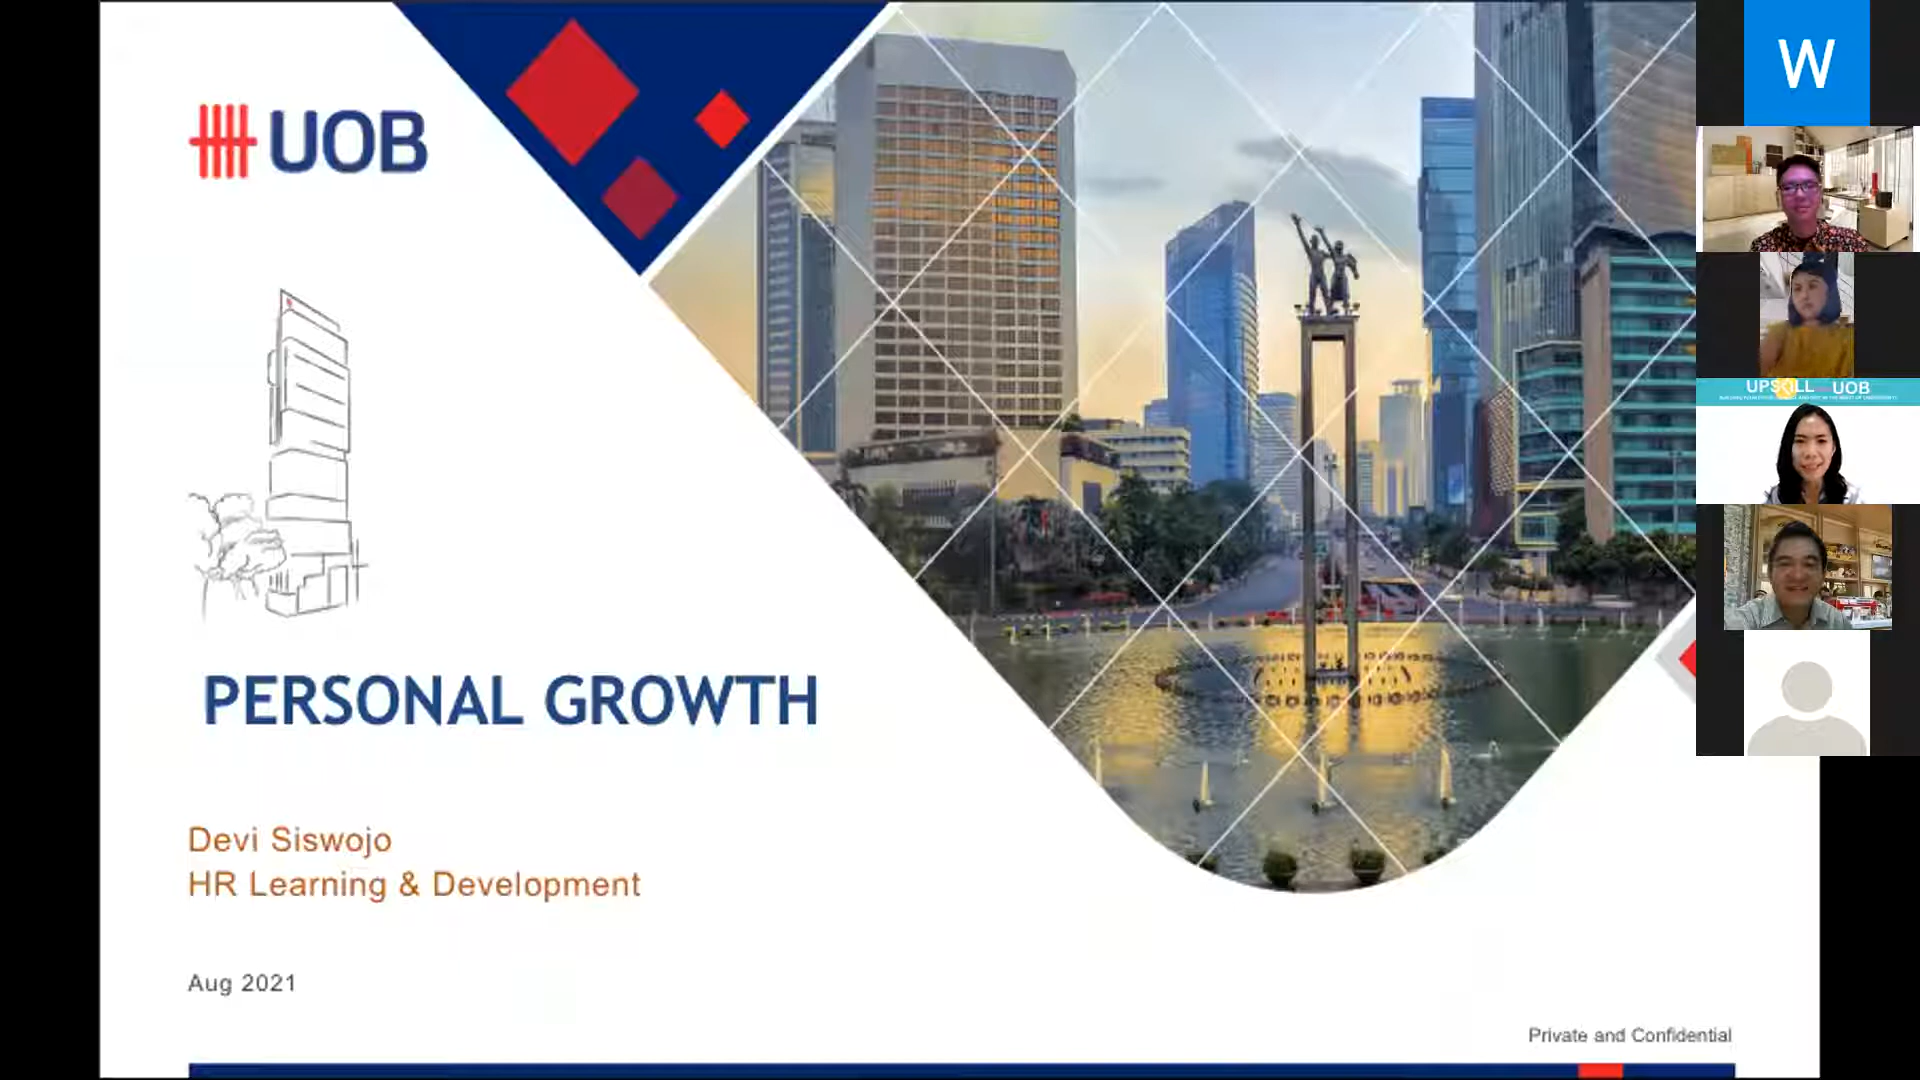 UOB
PERSONAL GROWTH
Devi Siswojo
HR Learning & Development
Aug 2021
Private and Confidential
W
UPSKILL UOB